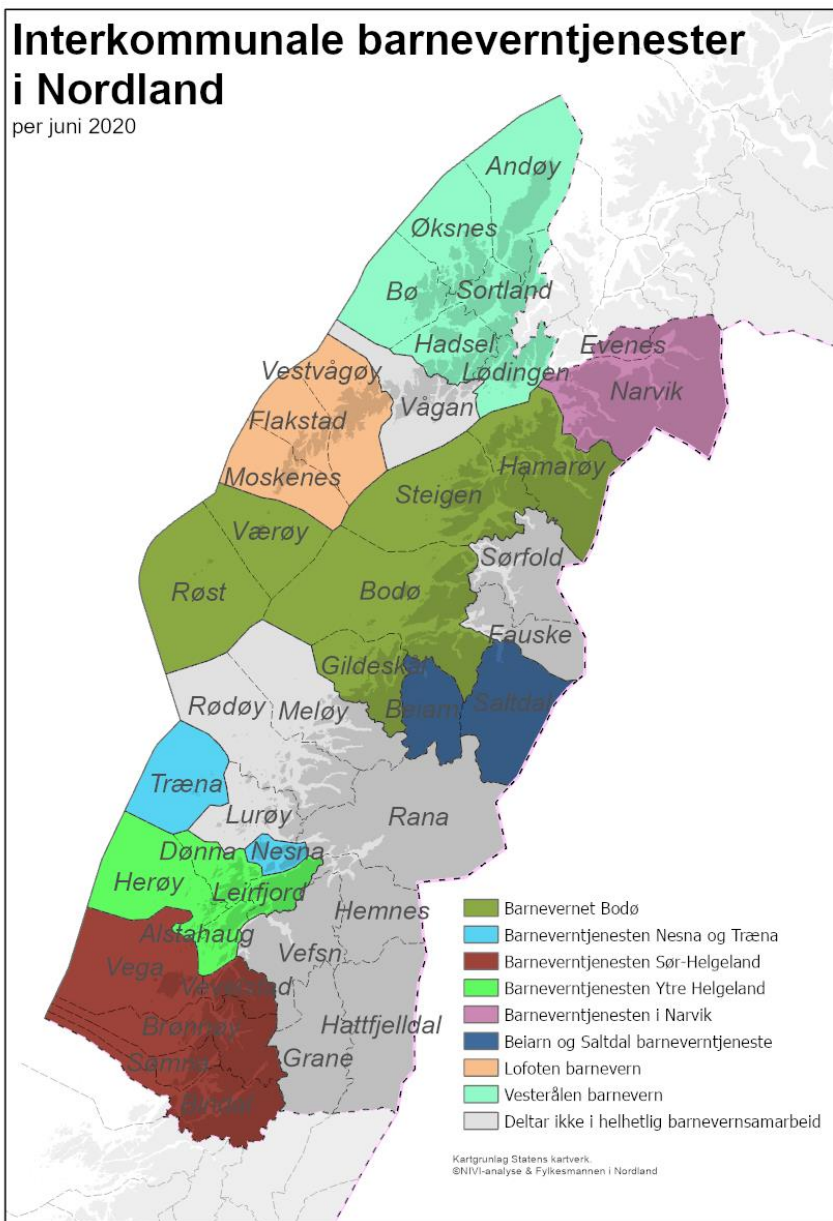 Interkommunale barneverntjenester
i Nordland
per juni 2020
Andøy
Øksnes
Bø
Sortland
Hadsel
Lødingen
Evenes
Narvik
Vestvågøy
Vågan
Flakstad
Moskenes
Hamarøy
Steigen
Værøy
Sørfold
Røst
Bodø
Fauske
Gildeskål
Beiarn
Saltdal
Rødøy
Meløy
Træna
Lurøy
Rana
Dønna
Nesna
Herøy
Leirfjord
Hemnes
Alstahaug
Vefsn
Vega
Vevelstad
Brønnøy
Hattfjelldal
Sømna
Grane
Bindal
Barnevernet Bodø
Barneverntjenesten Nesna og Træna
Barneverntjenesten Sør-Helgeland
Barneverntjenesten Ytre Helgeland
Barneverntjenesten i Narvik
Beiarn og Saltdal barneverntjeneste
Lofoten barnevern
Vesterålen barnevern
Deltar ikke i helhetlig barnevernsamarbeid
Kartgrunlag Statens kartverk.
©NIVI-analyse & Fylkesmannen i Nordland